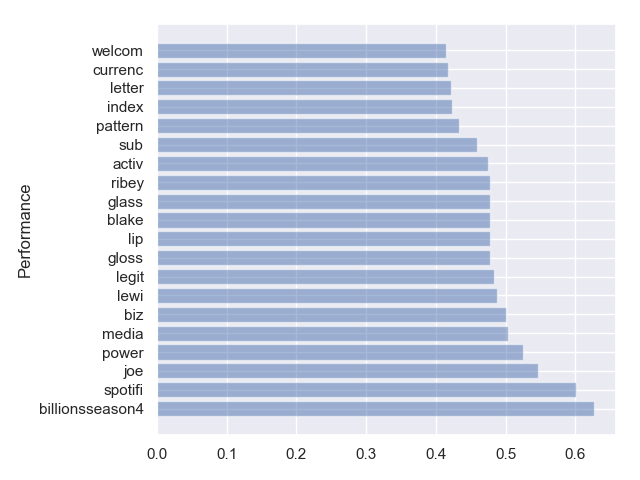 welcom
currenc
letter
index
pattern
sub
activ
ribey
glass
blake
lip
gloss
legit
lewi
biz
media
power
joe
spotifi
billionsseason4
Performance
0.0 0.1 0.2 0.3 0.4 0.5 0.6